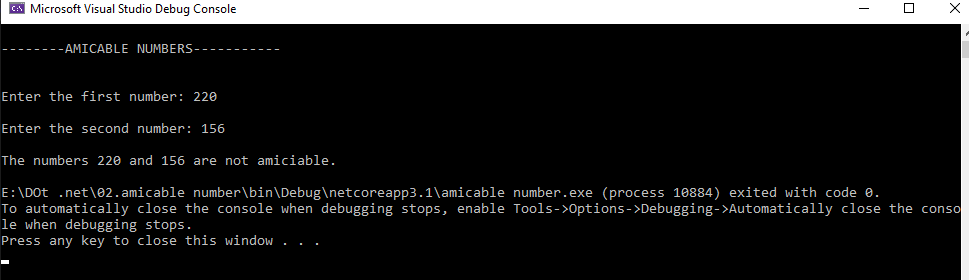 Microsoft Visual Studio Debug Console
--------AMICABLE NUMBERS-----------
Enter the first number: 220
Enter the second number: 156
The numbers 220 and 156 are not amiciable.
E:\DOt .net\02.amicable number\bin\Debug\netcoreapp3.1\amicable number.exe (process 10884) exited with code 0.
To automatically close the console when debugging stops, enable Tools->Options->Debugging->Automatically close the conso
le when debugging stops.
Press any key to close this window . . .